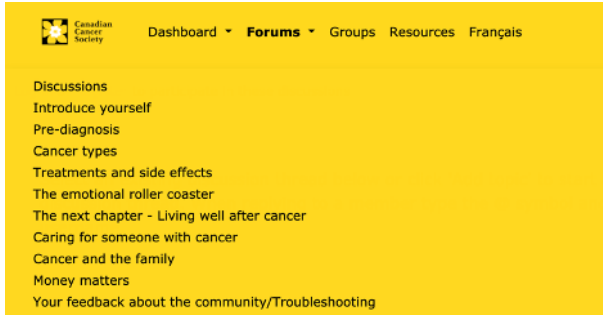 Canadian
Cancer
Society
Dashboard Forums Groups Resources Français
Discussions
Introduce yourself
Pre-diagnosis
Cancer types
Treatments and side effects
The emotional roller coaster
The next chapter - Living well after cancer
Caring for someone with cancer
Cancer and the family
Money matters
Your feedback about the community/Troubleshooting